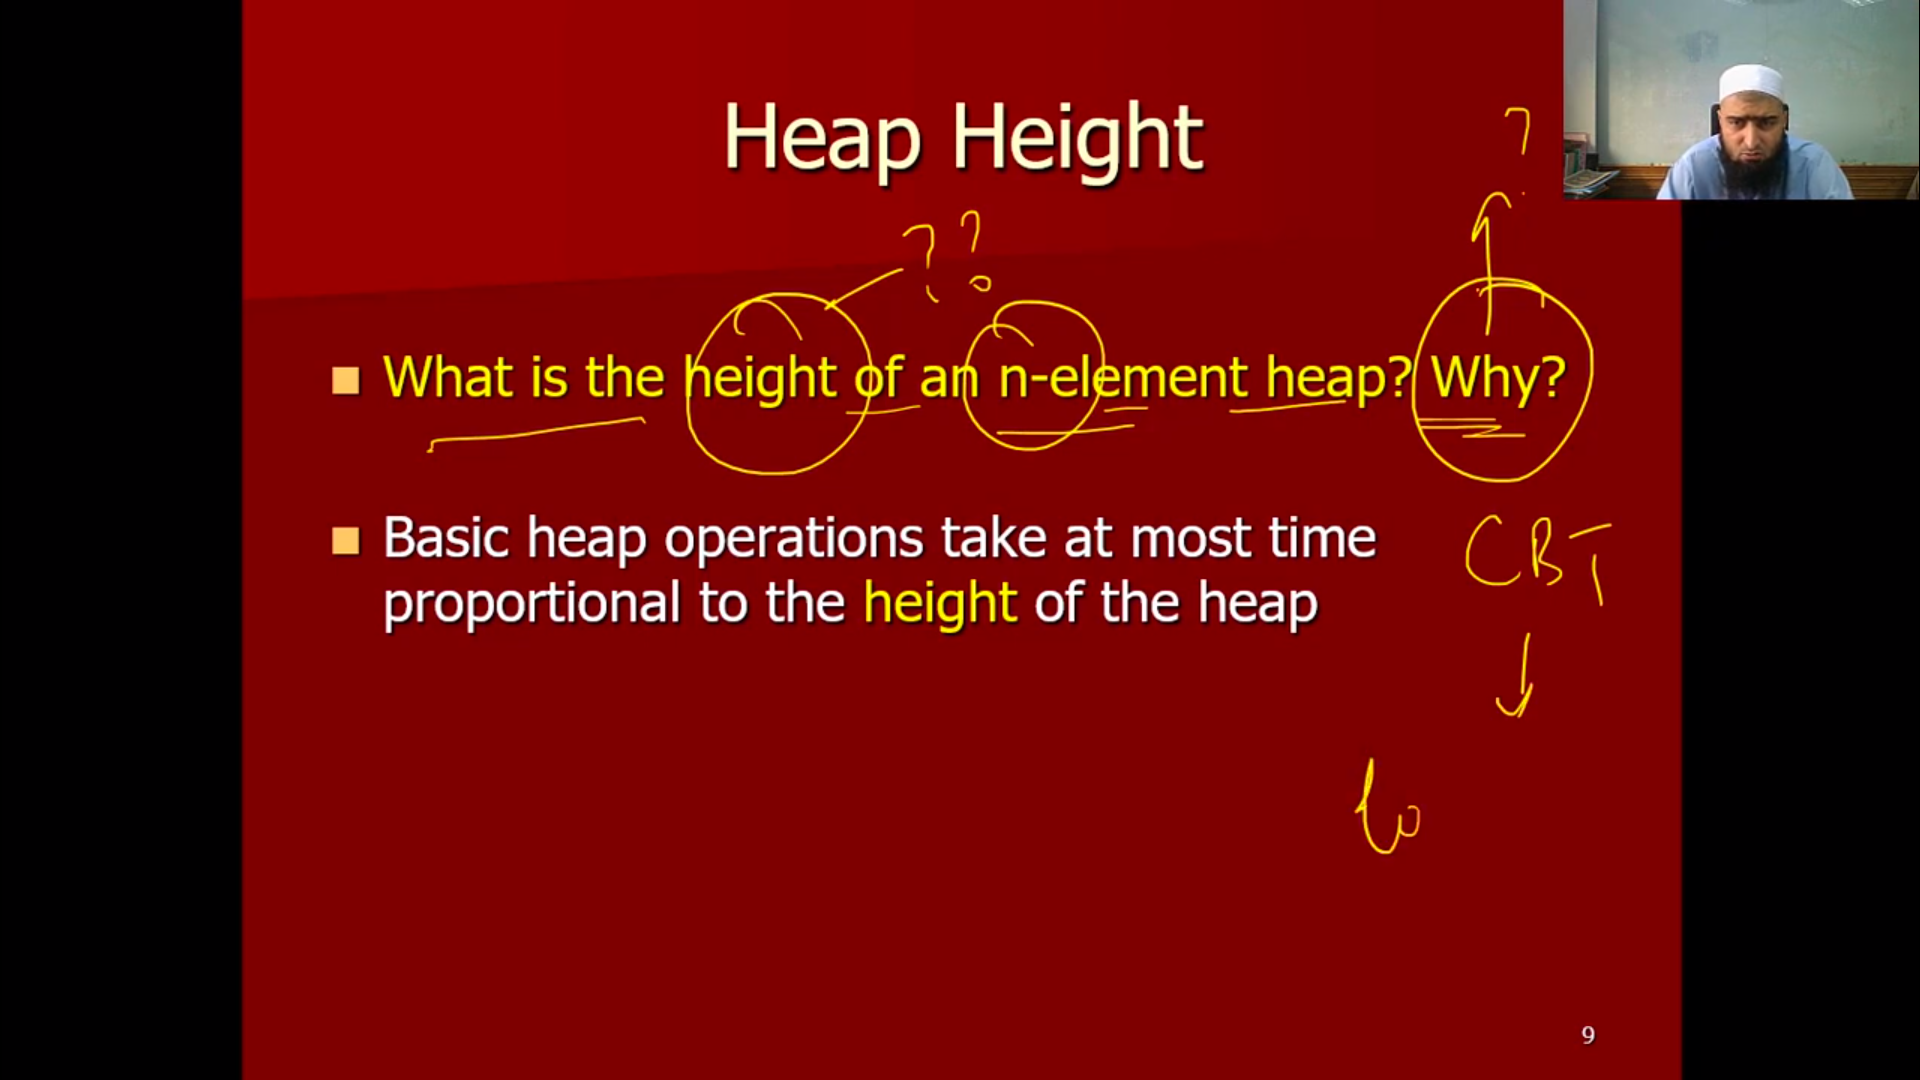 Heap Height
?
? ?
■ What is the height of an n-element heap? Why?
■ Basic heap operations take at most time
proportional to the height of the heap
CBT
lo
9